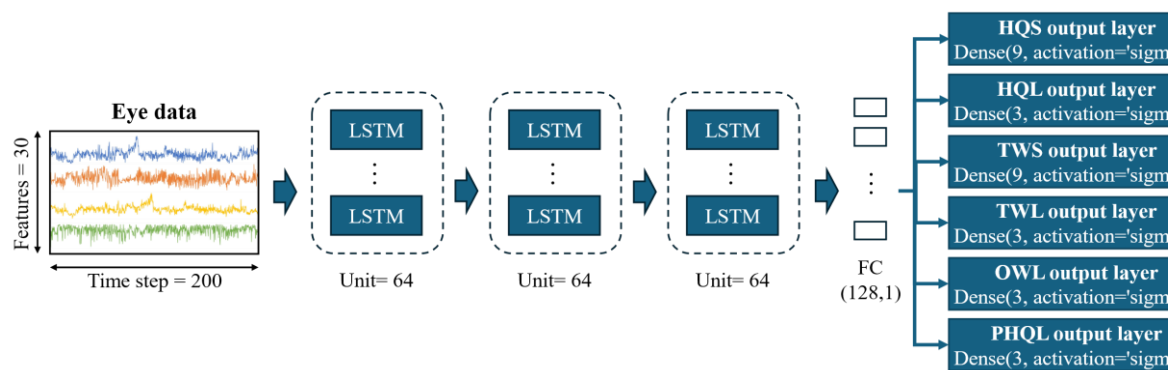 Eye data
Features = 30
Time step = 200
LSTM
⋮
LSTM
Unit= 64
LSTM
⋮
LSTM
Unit= 64
LSTM
⋮
LSTM
Unit= 64
⋮
FC
(128,1)
HQS output layer
Dense(9, activation='sigm
HQL output layer
Dense(3, activation='sigm
TWS output layer
Dense(9, activation='sigm
TWL output layer
Dense(3, activation='sigm
OWL output layer
Dense(3, activation='sigm
PHQL output layer
Dense(3, activation='sigm